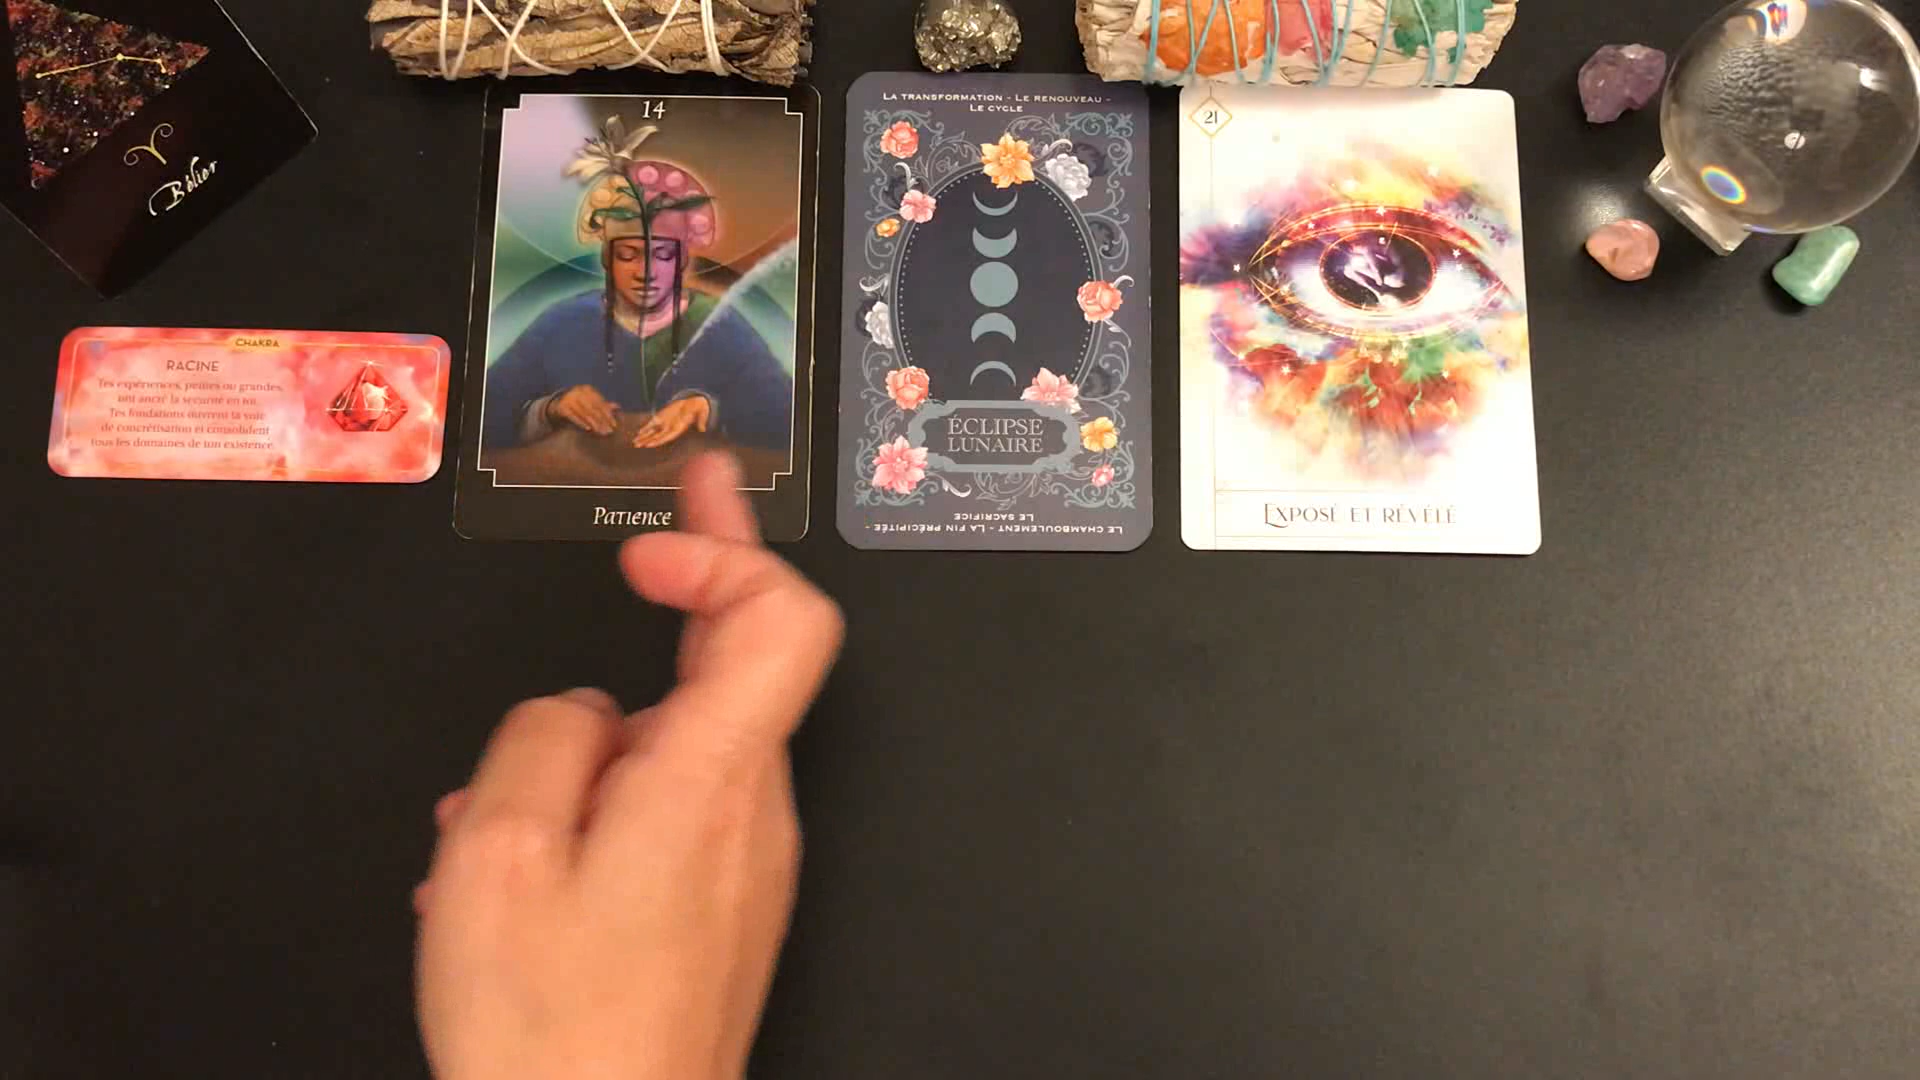 Bélier
CHAKRA
RACINE
Tes expériences, petites ou grandes,
ont ancré la sécurité en toi.
Tes fondations ouvrent ta voie
de concrétisation et consolident
tous les domaines de ton existence.
14
Patience
LA TRANSFORMATION - LE RENOUVEAU -
LE CYCLE
ÉCLIPSE
LUNAIRE
LE CHAMBOULEMENT - LA FIN PRÉCIPITÉE -
LE SACRIFICE
21
EXPOSÉ ET RÉVÉLÉ